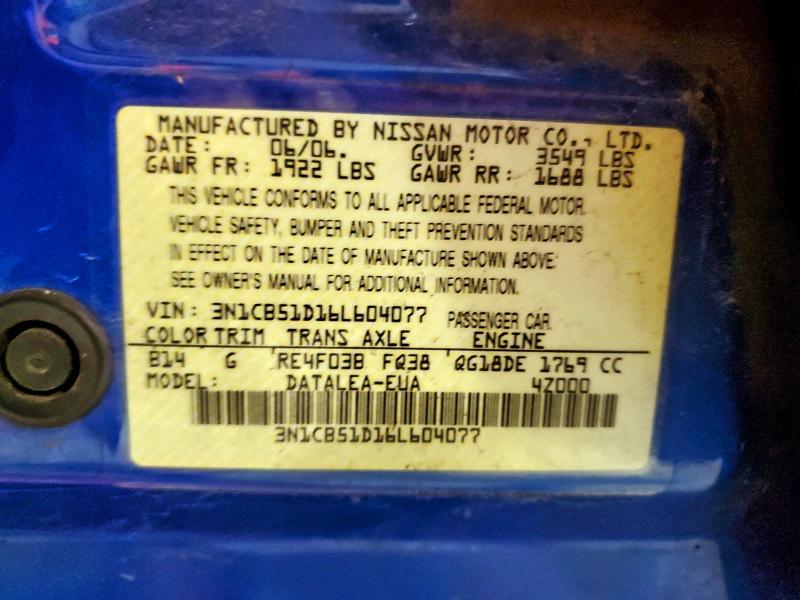 MANUFACTURED BY NISSAN MOTOR CO., LTD.
DATE: 06/06. GVWR: 3549 LBS
GAWR FR: 1922 LBS GAWR RR: 1688 LBS
THIS VEHICLE CONFORMS TO ALL APPLICABLE FEDERAL MOTOR
VEHICLE SAFETY, BUMPER AND THEFT PREVENTION STANDARDS
IN EFFECT ON THE DATE OF MANUFACTURE SHOWN ABOVE:
SEE OWNER'S MANUAL FOR ADDITIONAL INFORMATION.
VIN: 3N1CB51D16L604077 PASSENGER CAR
COLOR TRIM TRANS AXLE ENGINE
B14 G RE4F03B FQ38 QG18DE 1769 CC
MODEL: DATALEA-EUA 4Z000
3N1CB51D16L604077